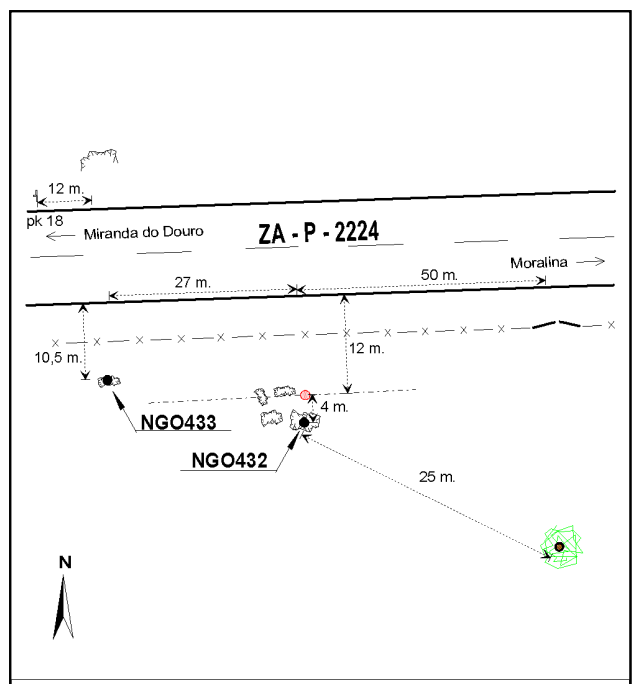 12 m.
pk 18
Miranda do Douro
ZA - P - 2224
Moralina
27 m.
50 m.
10,5 m.
12 m.
4 m.
NGO433
NGO432
25 m.
N